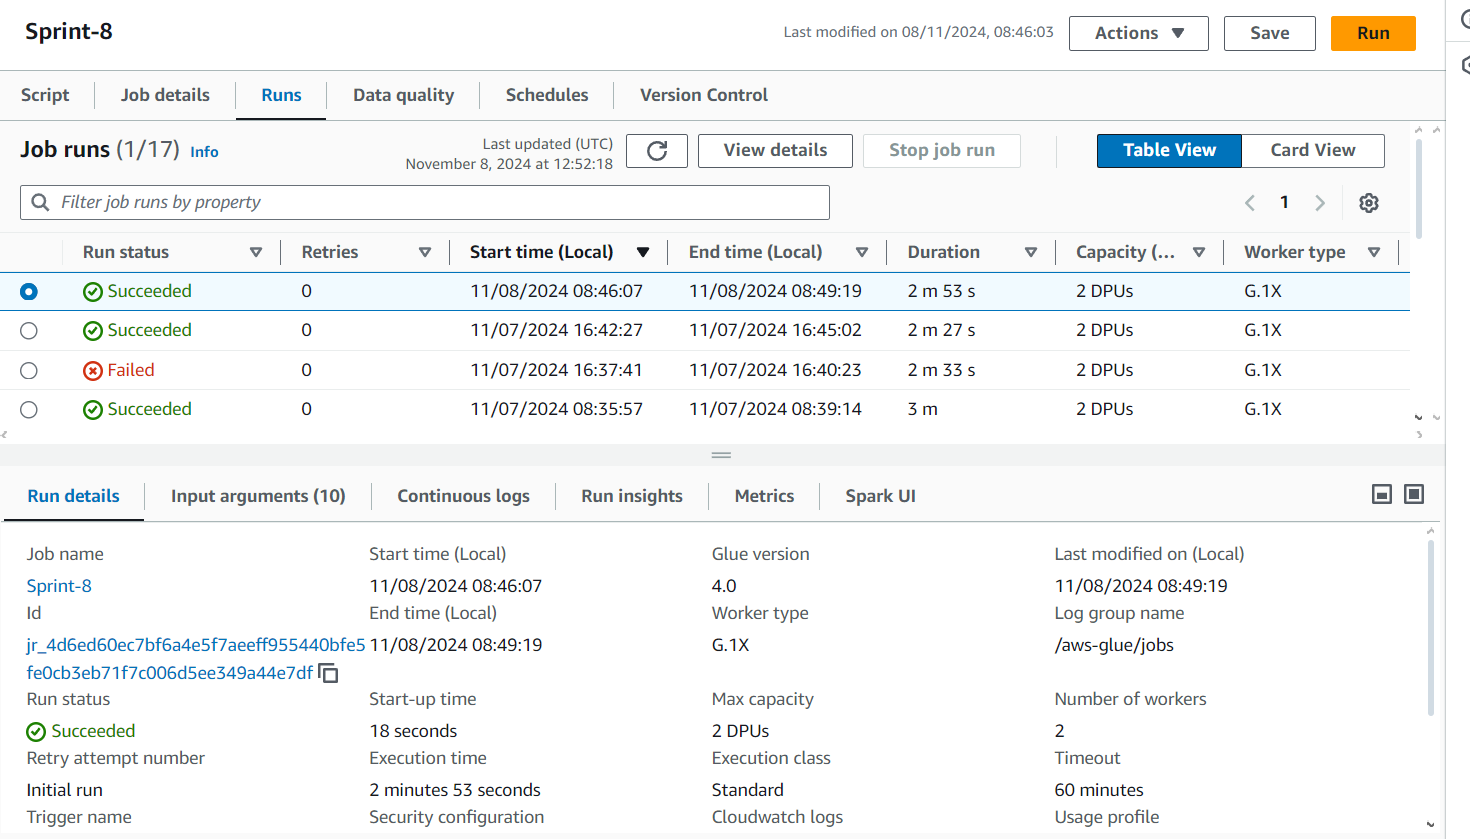 Sprint-8
Last modified on 08/11/2024, 08:46:03
Actions
Save
Run
Script
Job details
Runs
Data quality
Schedules
Version Control
Job runs (1/17) Info
Last updated (UTC)
November 8, 2024 at 12:52:18
View details
Stop job run
Table View
Card View
Filter job runs by property
1
Run status Retries Start time (Local) End time (Local) Duration Capacity (... Worker type
Succeeded 0 11/08/2024 08:46:07 11/08/2024 08:49:19 2 m 53 s 2 DPUs G.1X
Succeeded 0 11/07/2024 16:42:27 11/07/2024 16:45:02 2 m 27 s 2 DPUs G.1X
Failed 0 11/07/2024 16:37:41 11/07/2024 16:40:23 2 m 33 s 2 DPUs G.1X
Succeeded 0 11/07/2024 08:35:57 11/07/2024 08:39:14 3 m 2 DPUs G.1X
Run details
Input arguments (10)
Continuous logs
Run insights
Metrics
Spark UI
Job name Start time (Local) Glue version Last modified on (Local)
Sprint-8 11/08/2024 08:46:07 4.0 11/08/2024 08:49:19
Id End time (Local) Worker type Log group name
jr_4d6ed60ec7bf6a4e5f7aeeff955440bfe5 11/08/2024 08:49:19 G.1X /aws-glue/jobs
fe0cb3eb71f7c006d5ee349a44e7df
Run status Start-up time Max capacity Number of workers
Succeeded 18 seconds 2 DPUs 2
Retry attempt number Execution time Execution class Timeout
Initial run 2 minutes 53 seconds Standard 60 minutes
Trigger name Security configuration Cloudwatch logs Usage profile